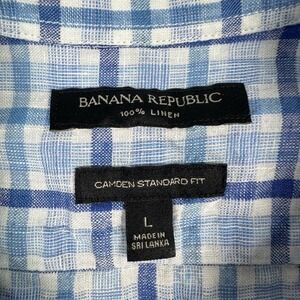 BANANA REPUBLIC
100% LINEN
CAMDEN STANDARD FIT
L
MADE IN
SRI LANKA